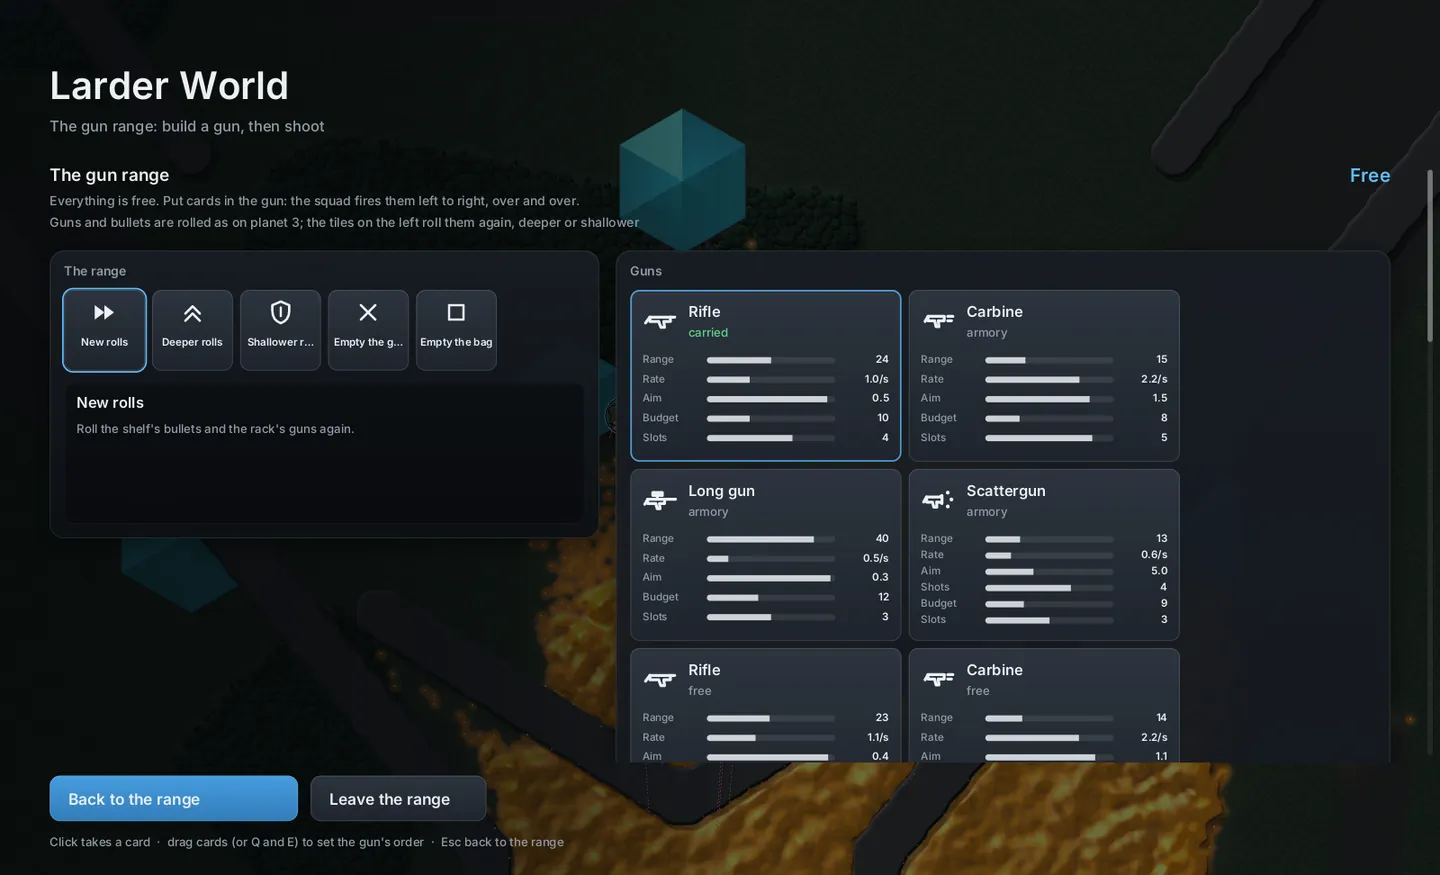 Larder World
The gun range: build a gun, then shoot
The gun range
Free
Everything is free. Put cards in the gun: the squad fires them left to right, over and over.
Guns and bullets are rolled as on planet 3; the tiles on the left roll them again, deeper or shallower
The range
New rolls
Deeper rolls
Shallower r...
Empty the g...
Empty the bag
New rolls
Roll the shelf's bullets and the rack's guns again.
Guns
Rifle
carried
Range 24
Rate 1.0/s
Aim 0.5
Budget 10
Slots 4
Carbine
armory
Range 15
Rate 2.2/s
Aim 1.5
Budget 8
Slots 5
Long gun
armory
Range 40
Rate 0.5/s
Aim 0.3
Budget 12
Slots 3
Scattergun
armory
Range 13
Rate 0.6/s
Aim 5.0
Shots 4
Budget 9
Slots 3
Rifle
free
Range 23
Rate 1.1/s
Aim 0.4
Carbine
free
Range 14
Rate 2.2/s
Aim 1.1
Back to the range
Leave the range
Click takes a card · drag cards (or Q and E) to set the gun's order · Esc back to the range